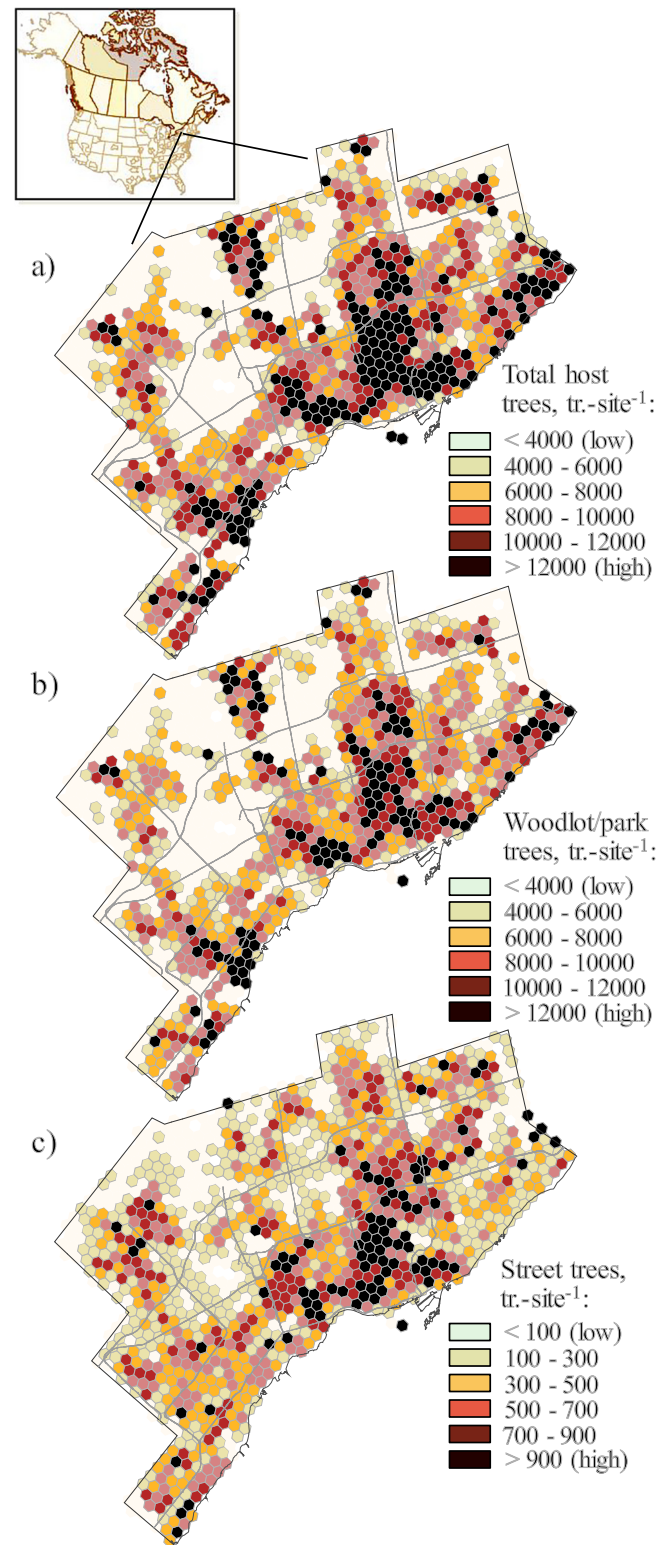 a)
Total host
trees, tr.-site⁻¹:
< 4000 (low)
4000 - 6000
6000 - 8000
8000 - 10000
10000 - 12000
> 12000 (high)
b)
Woodlot/park
trees, tr.-site⁻¹:
< 4000 (low)
4000 - 6000
6000 - 8000
8000 - 10000
10000 - 12000
> 12000 (high)
c)
Street trees,
tr.-site⁻¹:
< 100 (low)
100 - 300
300 - 500
500 - 700
700 - 900
> 900 (high)